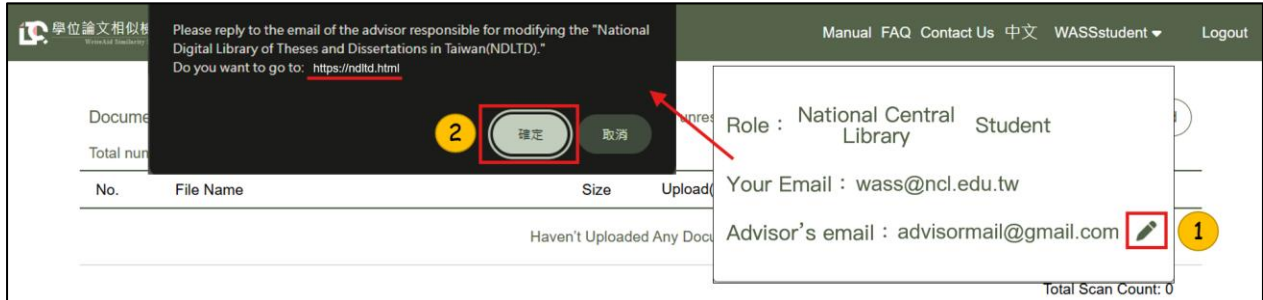 學位論文相似
Manual FAQ Contact Us 中文 WASSstudent Logout
Please reply to the email of the advisor responsible for modifying the "National
Digital Library of Theses and Dissertations in Taiwan(NDLTD)."
Do you want to go to: https://ndltd.html
2
確定
取消
Docume
unres
Total nun
No. File Name Size Upload(
Haven't Uploaded Any Docu
Role： National Central Library Student
Your Email：wass@ncl.edu.tw
Advisor's email：advisormail@gmail.com
1
Total Scan Count: 0